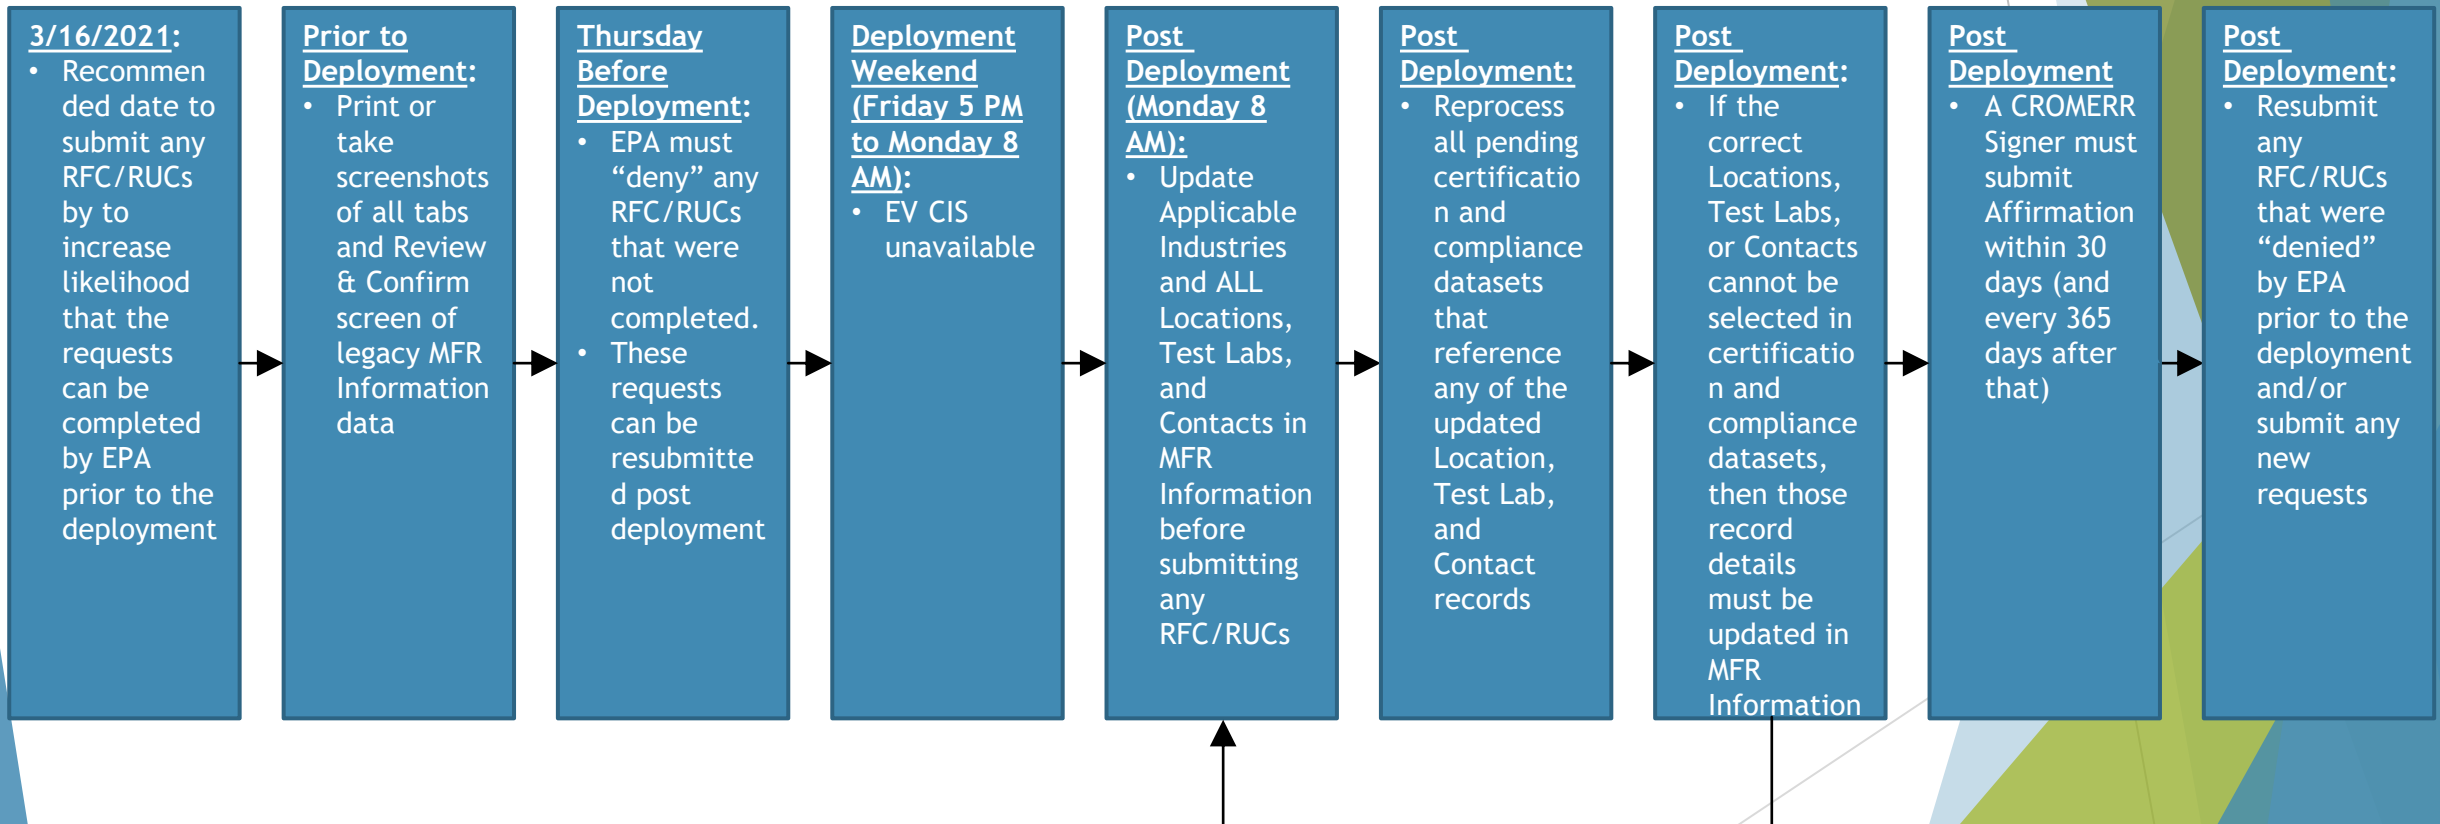 3/16/2021:
• Recommen
ded date to
submit any
RFC/RUCs
by to
increase
likelihood
that the
requests
can be
completed
by EPA
prior to the
deployment
Prior to
Deployment:
• Print or
take
screenshots
of all tabs
and Review
& Confirm
screen of
legacy MFR
Information
data
Thursday
Before
Deployment:
• EPA must
“deny” any
RFC/RUCs
that were
not
completed.
• These
requests
can be
resubmitte
d post
deployment
Deployment
Weekend
(Friday 5 PM
to Monday 8
AM):
• EV CIS
unavailable
Post
Deployment
(Monday 8
AM):
• Update
Applicable
Industries
and ALL
Locations,
Test Labs,
and
Contacts in
MFR
Information
before
submitting
any
RFC/RUCs
Post
Deployment:
• Reprocess
all pending
certificatio
n and
compliance
datasets
that
reference
any of the
updated
Location,
Test Lab,
and
Contact
records
Post
Deployment:
• If the
correct
Locations,
Test Labs,
or Contacts
cannot be
selected in
certificatio
n and
compliance
datasets,
then those
record
details
must be
updated in
MFR
Information
Post
Deployment
• A CROMERR
Signer must
submit
Affirmation
within 30
days (and
every 365
days after
that)
Post
Deployment:
• Resubmit
any
RFC/RUCs
that were
“denied”
by EPA
prior to the
deployment
and/or
submit any
new
requests